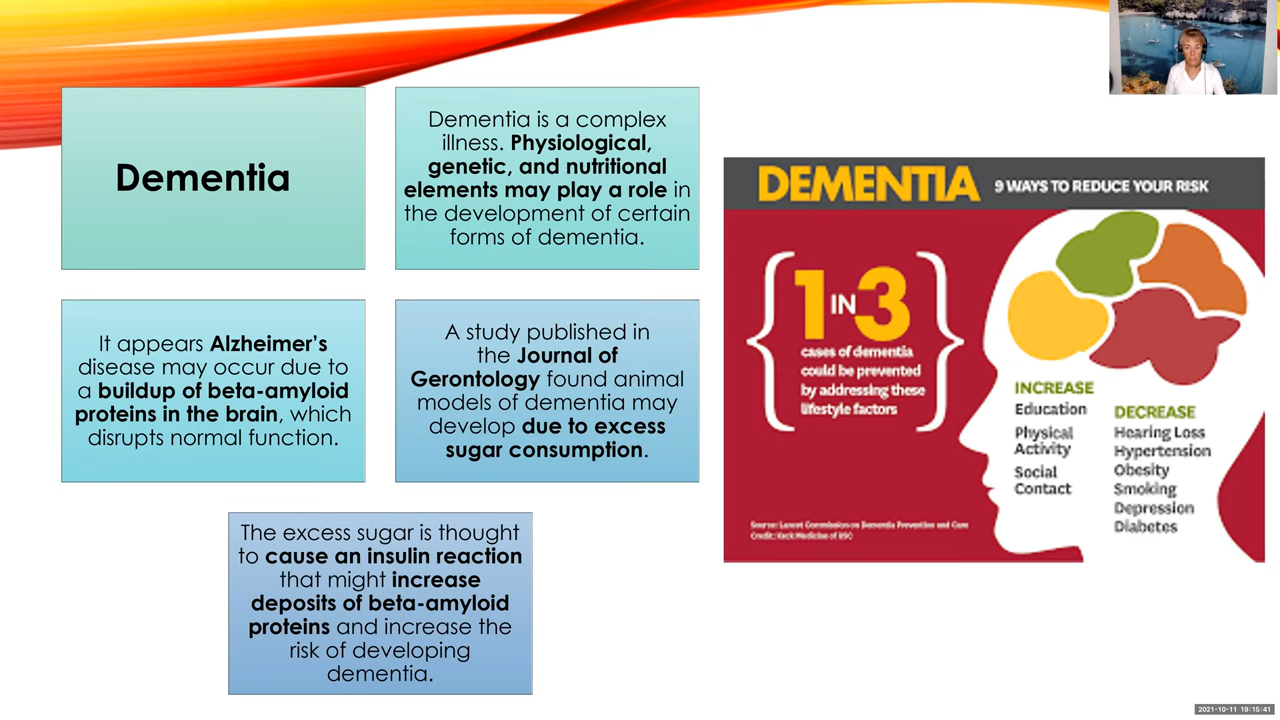 Dementia
Dementia is a complex
illness. Physiological,
genetic, and nutritional
elements may play a role in
the development of certain
forms of dementia.
It appears Alzheimer’s
disease may occur due to
a buildup of beta-amyloid
proteins in the brain, which
disrupts normal function.
A study published in
the Journal of
Gerontology found animal
models of dementia may
develop due to excess
sugar consumption.
The excess sugar is thought
to cause an insulin reaction
that might increase
deposits of beta-amyloid
proteins and increase the
risk of developing
dementia.
DEMENTIA 9 WAYS TO REDUCE YOUR RISK
1 IN 3
cases of dementia
could be prevented
by addressing these
lifestyle factors
INCREASE
Education
Physical
Activity
Social
Contact
DECREASE
Hearing Loss
Hypertension
Obesity
Smoking
Depression
Diabetes
Source: Lancet Commission on Dementia Prevention and Care
Credit: Keck Medicine of USC
2021-10-11 19:15:41